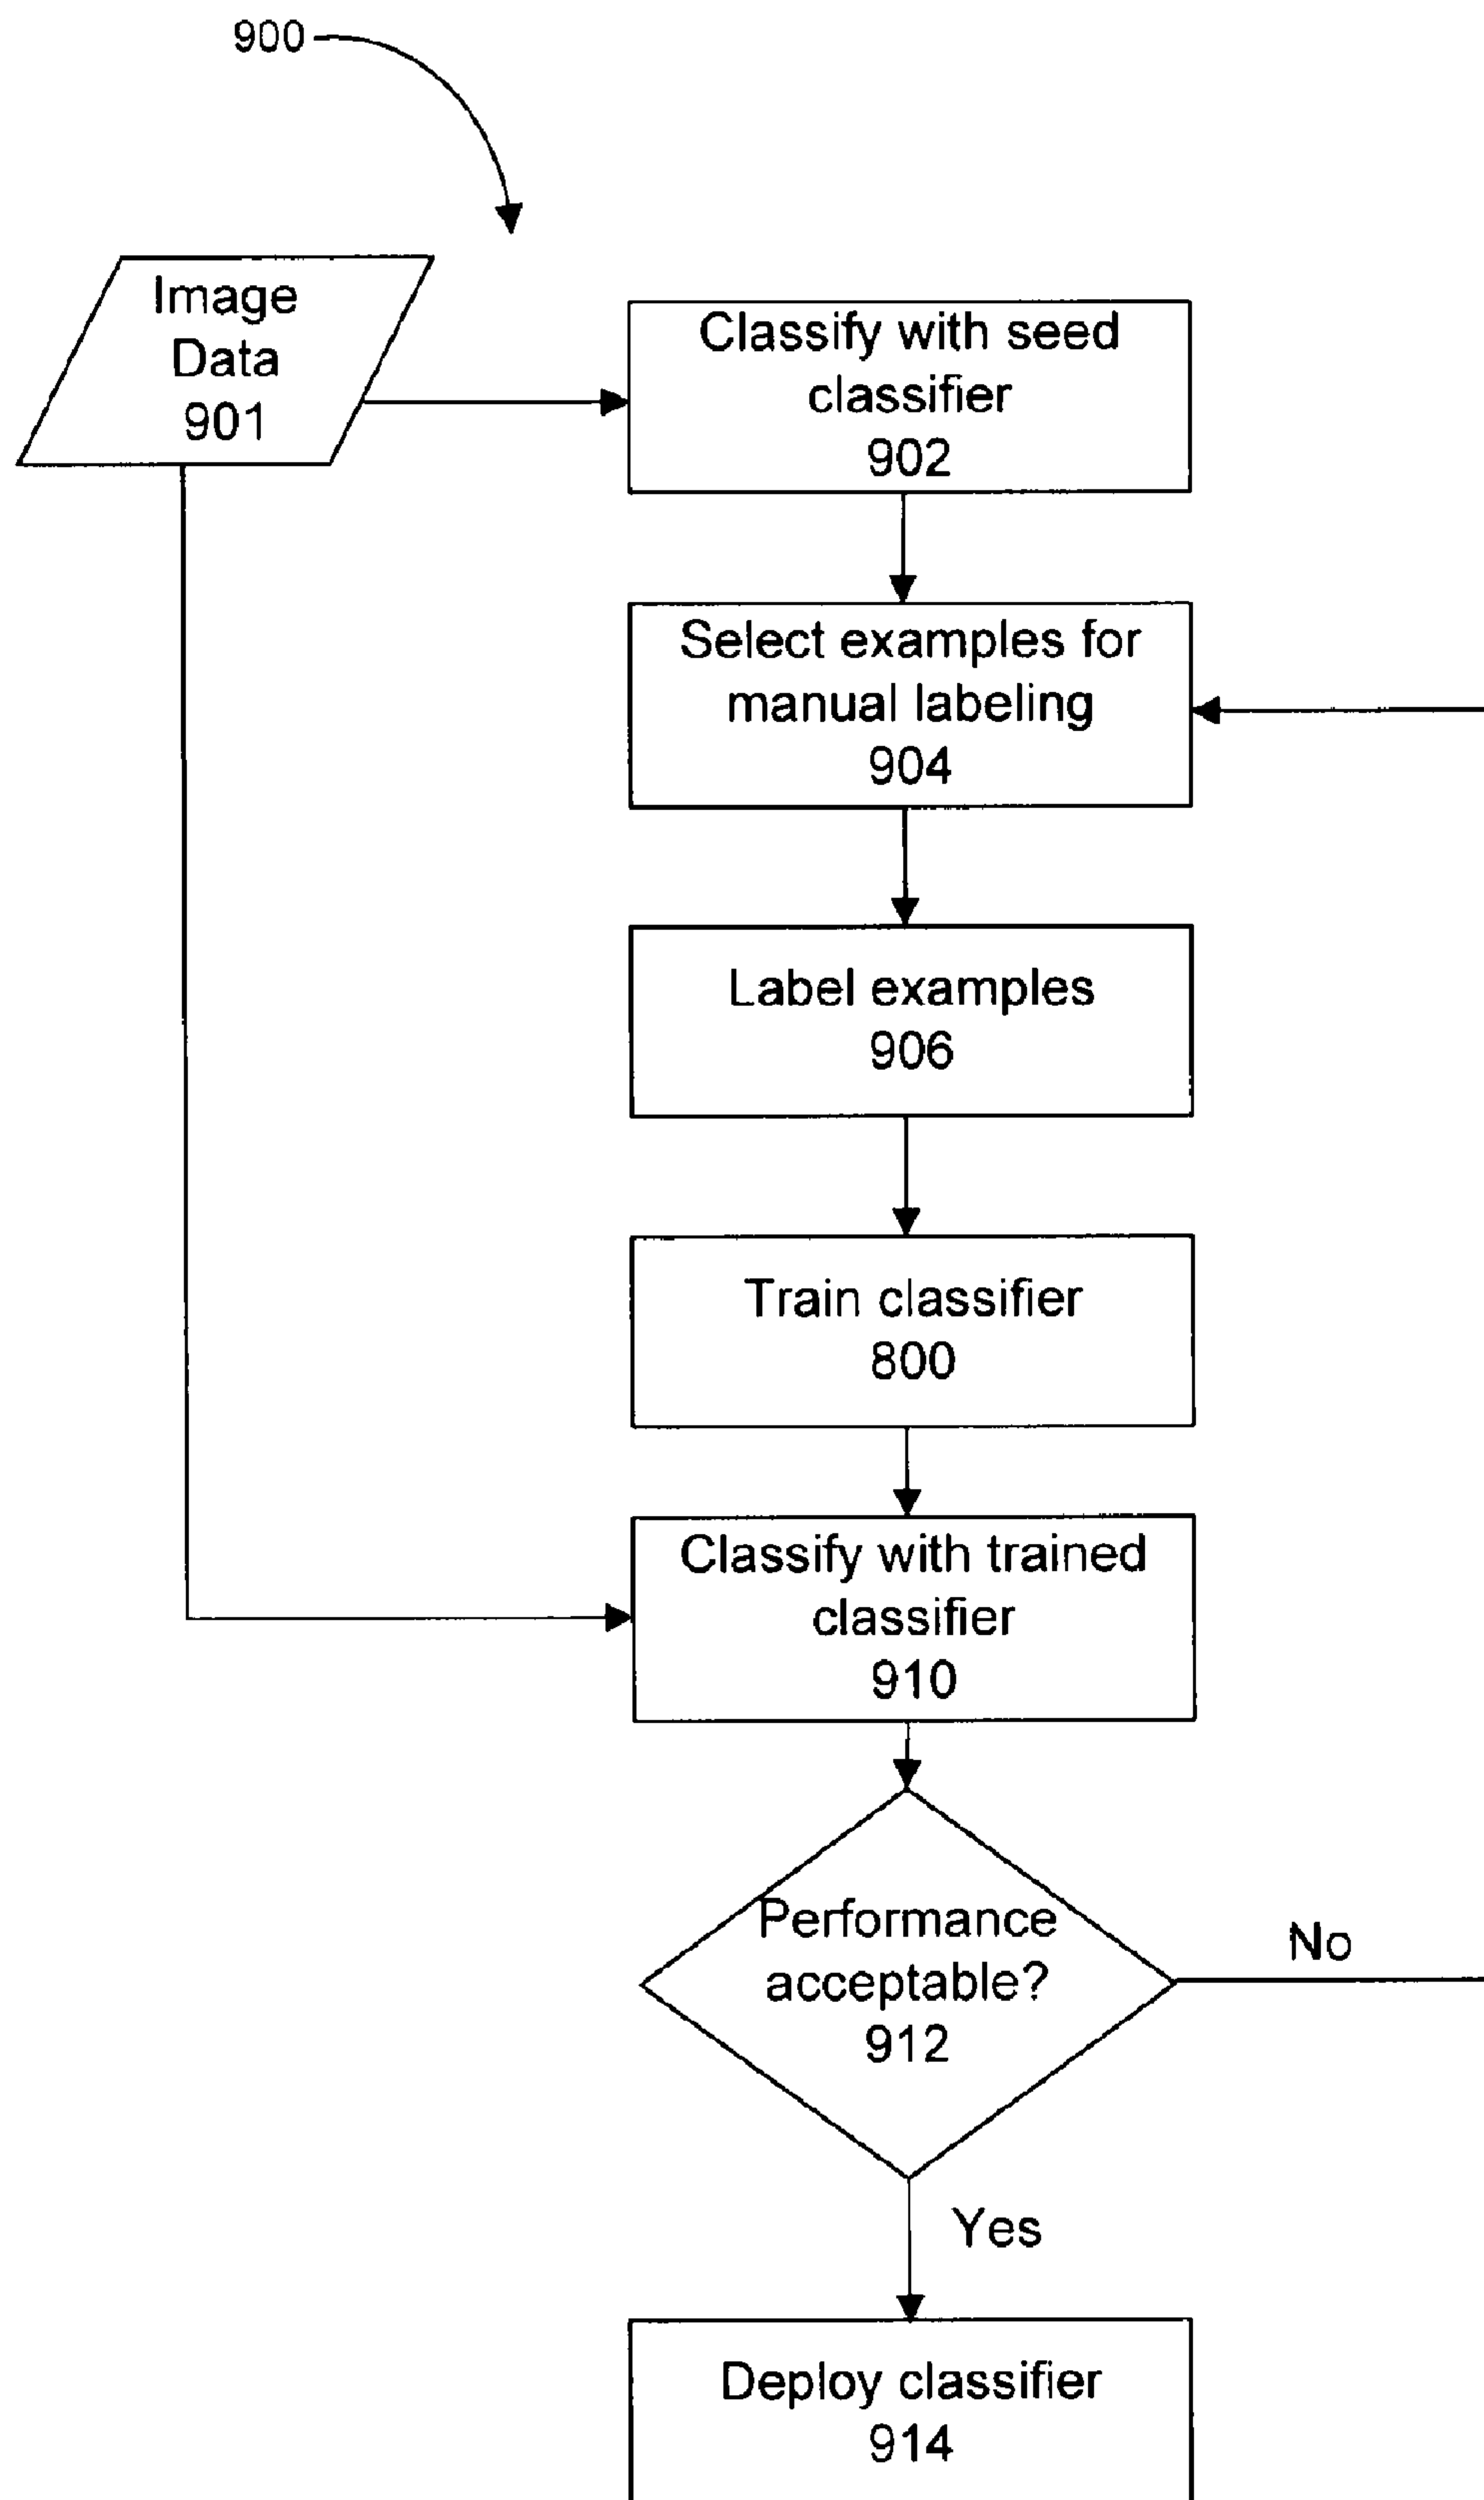 900
Image
Data
901
Classify with seed
classifier
902
Select examples for
manual labeling
904
Label examples
906
Train classifier
800
Classify with trained
classifier
910
Performance
acceptable?
912
No
Yes
Deploy classifier
914